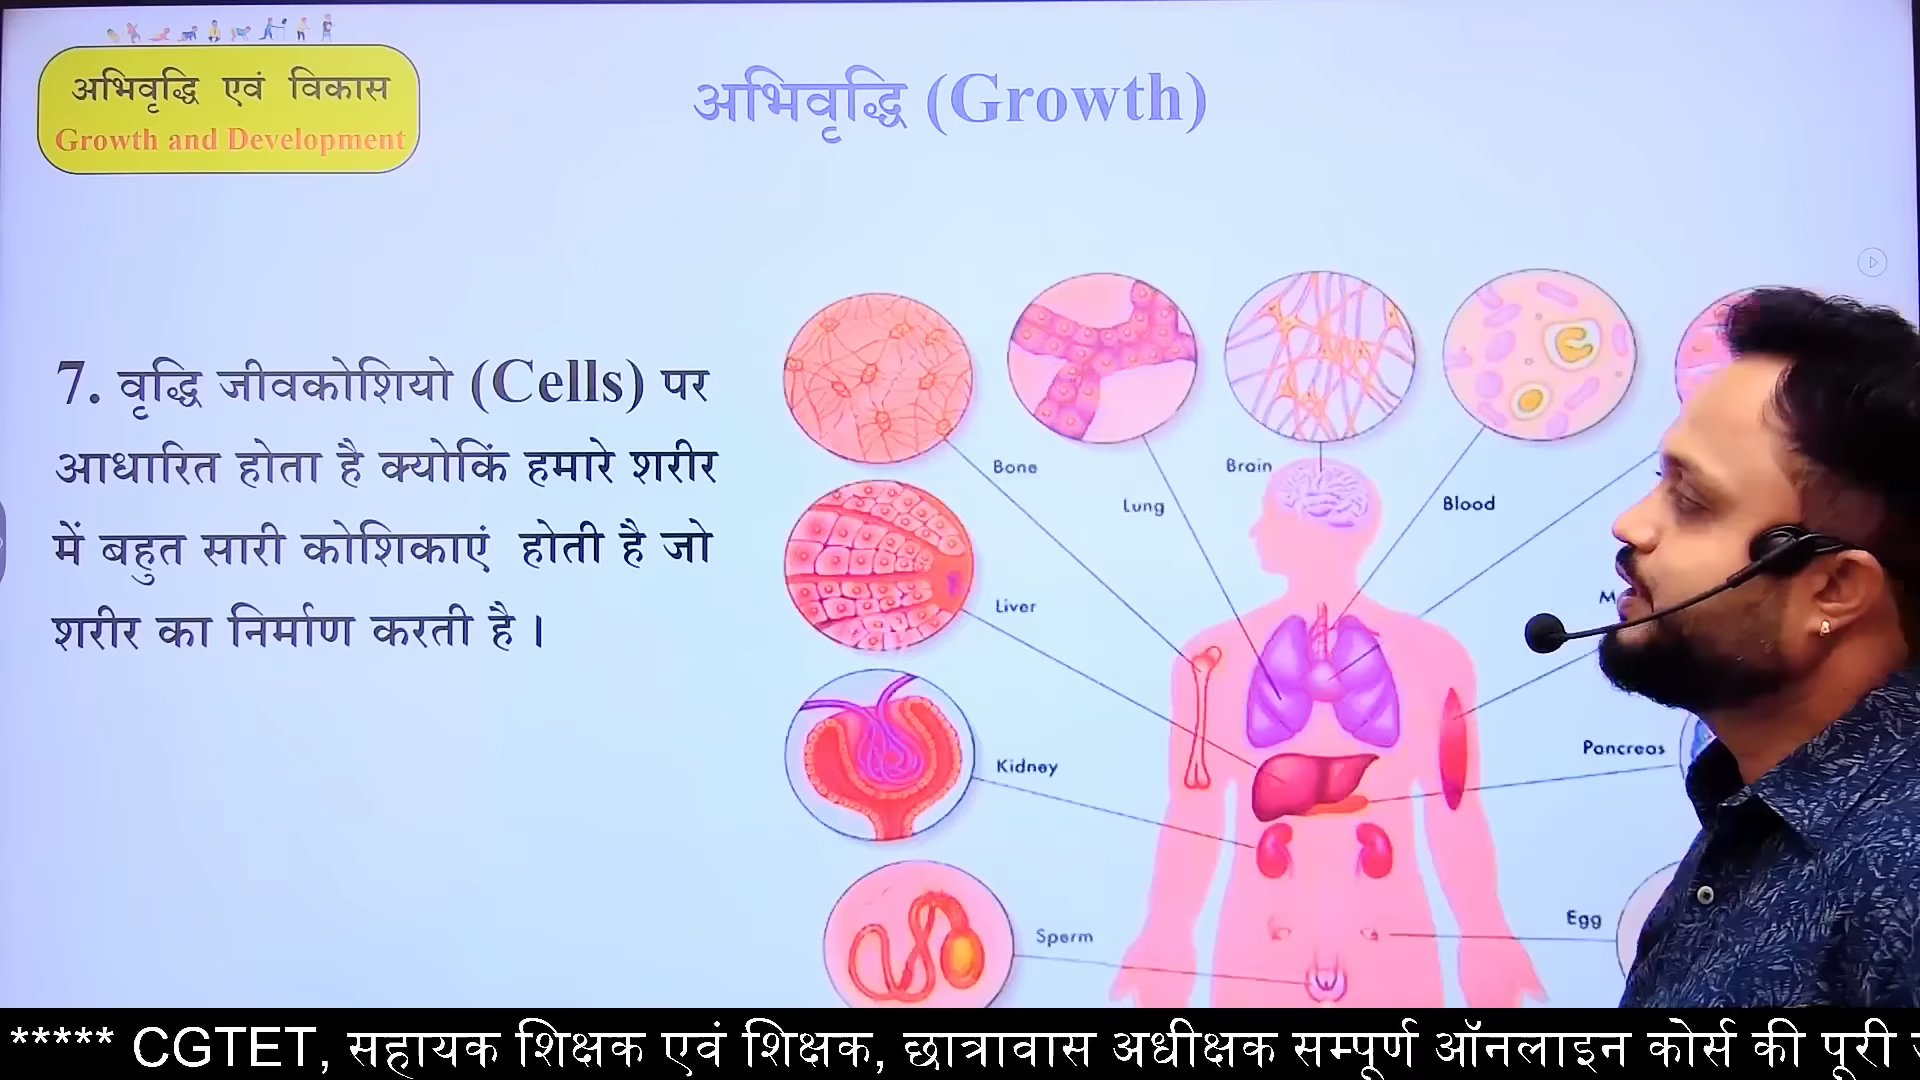 अभिवृद्धि एवं विकास
Growth and Development
अभिवृद्धि (Growth)
7. वृद्धि जीवकोशियो (Cells) पर
आधारित होता है क्योकिं हमारे शरीर
में बहुत सारी कोशिकाएं होती है जो
शरीर का निर्माण करती है ।
Bone
Lung
Brain
Blood
Liver
Kidney
Pancreas
Sperm
Egg
***** CGTET, सहायक शिक्षक एवं शिक्षक, छात्रावास अधीक्षक सम्पूर्ण ऑनलाइन कोर्स की पूरी